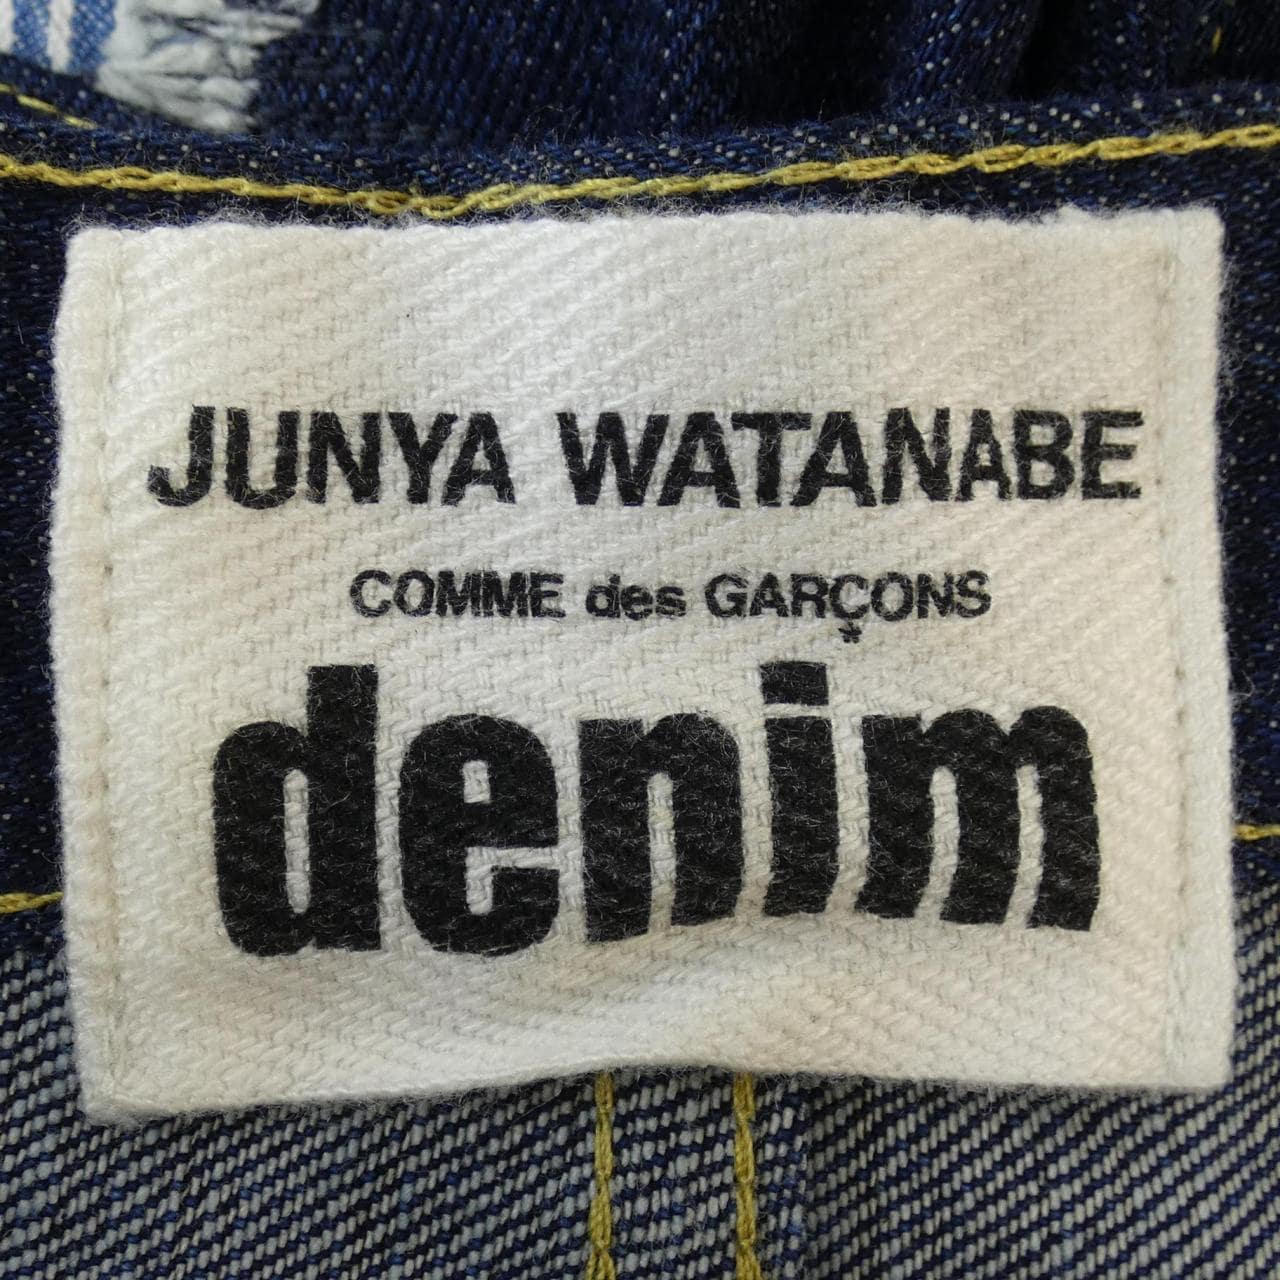 JUNYA WATANABE
COMME des GARÇONS
denim